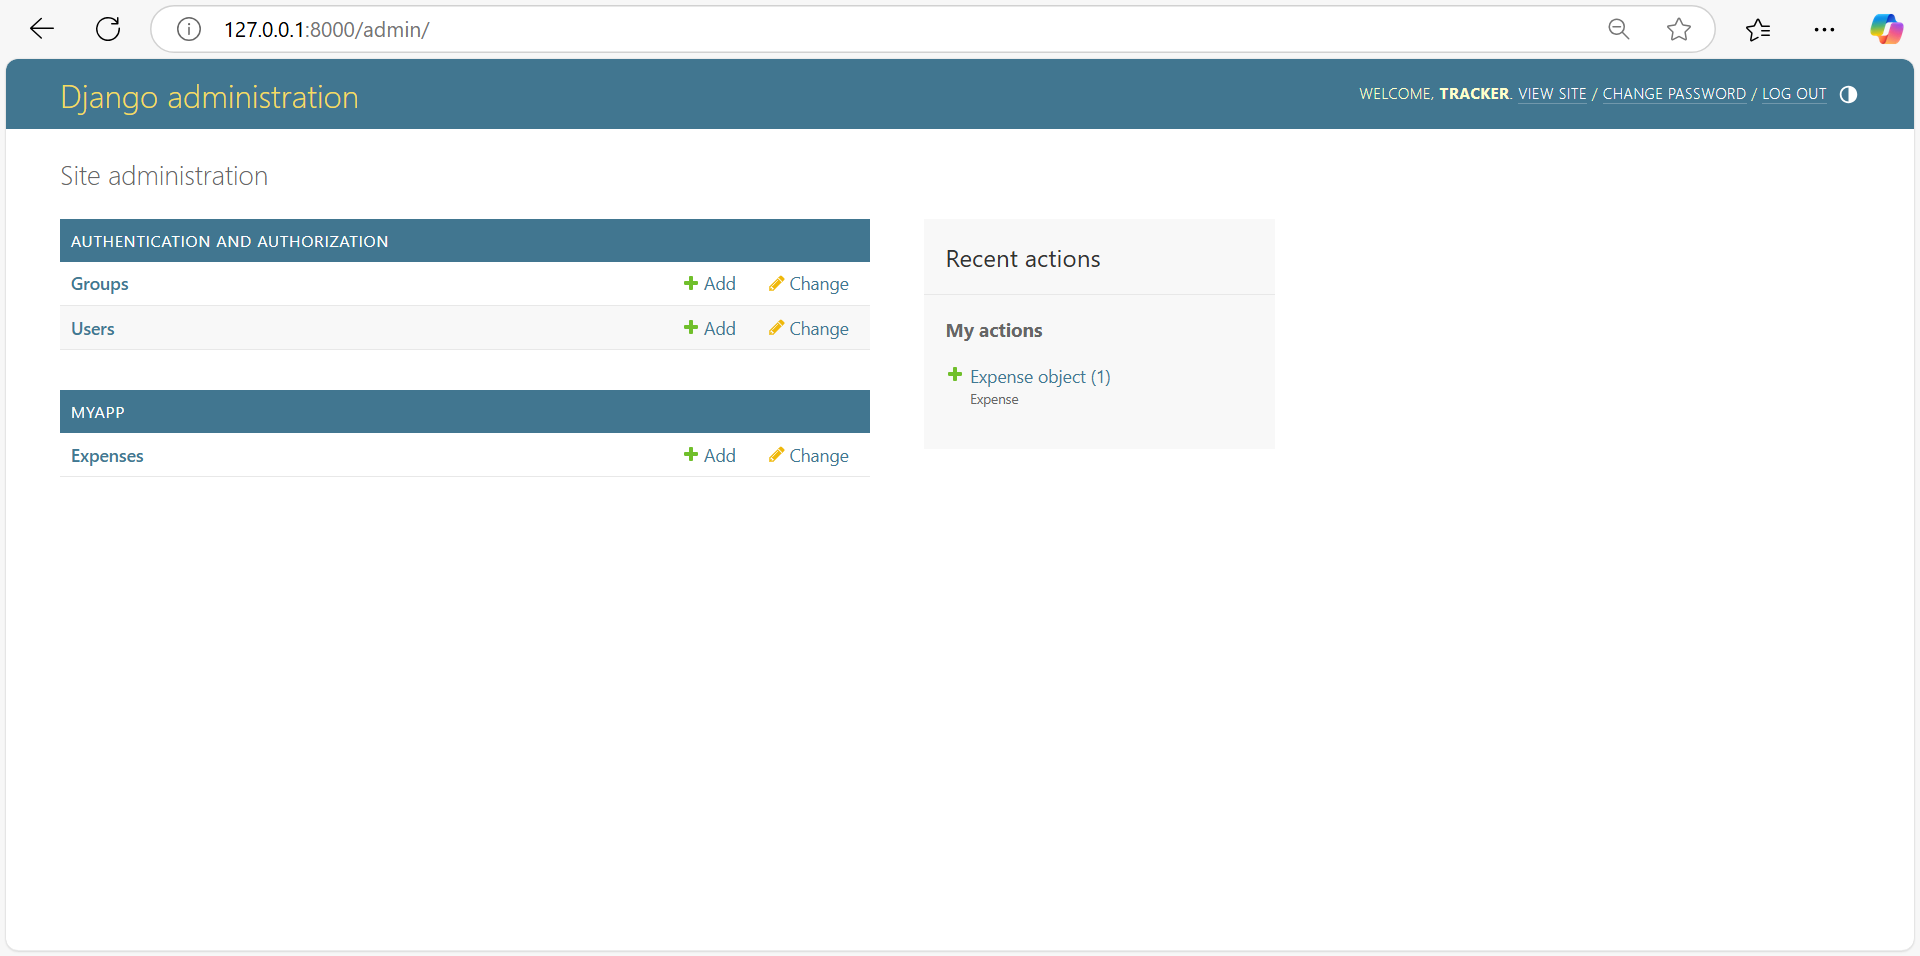 127.0.0.1:8000/admin/
Django administration
WELCOME, TRACKER. VIEW SITE / CHANGE PASSWORD / LOG OUT
Site administration
AUTHENTICATION AND AUTHORIZATION
Groups Add Change
Users Add Change
MYAPP
Expenses Add Change
Recent actions
My actions
Expense object (1)
Expense